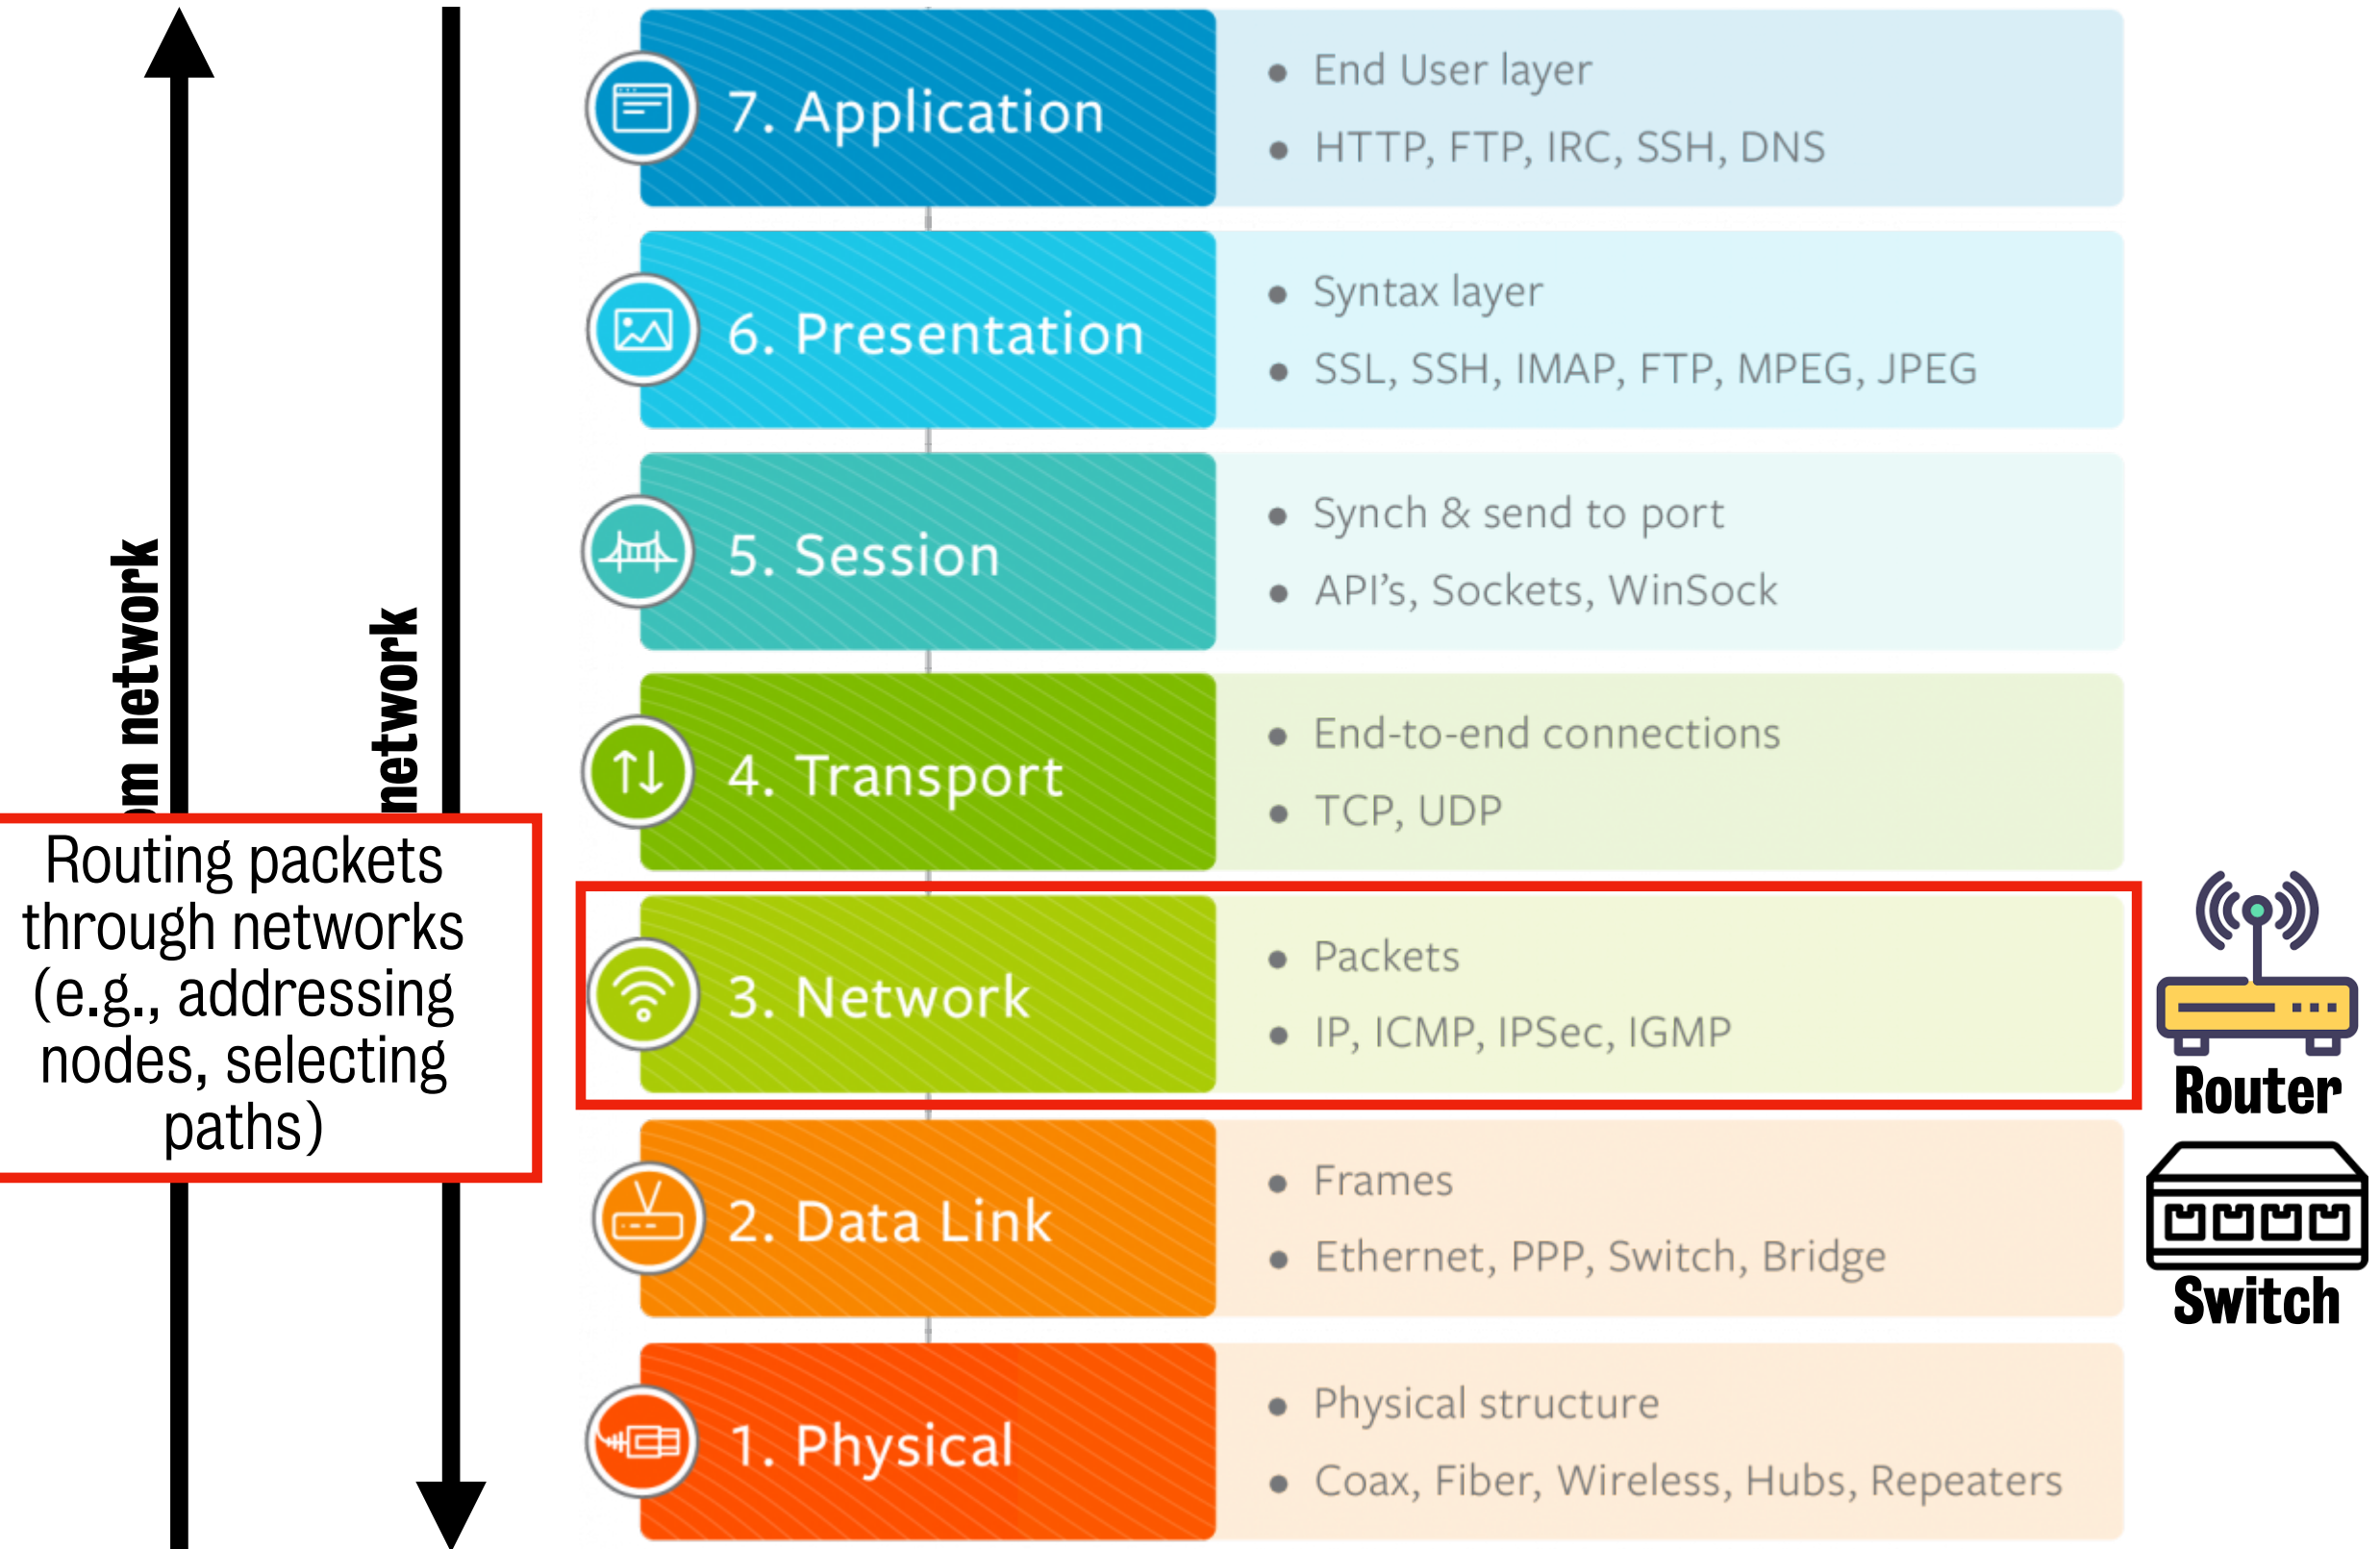 7. Application
End User layer
HTTP, FTP, IRC, SSH, DNS
6. Presentation
Syntax layer
SSL, SSH, IMAP, FTP, MPEG, JPEG
5. Session
Synch & send to port
API’s, Sockets, WinSock
4. Transport
End-to-end connections
TCP, UDP
network
network
Routing packets
through networks
(e.g., addressing
nodes, selecting
paths)
3. Network
Packets
IP, ICMP, IPSec, IGMP
Router
2. Data Link
Frames
Ethernet, PPP, Switch, Bridge
Switch
1. Physical
Physical structure
Coax, Fiber, Wireless, Hubs, Repeaters